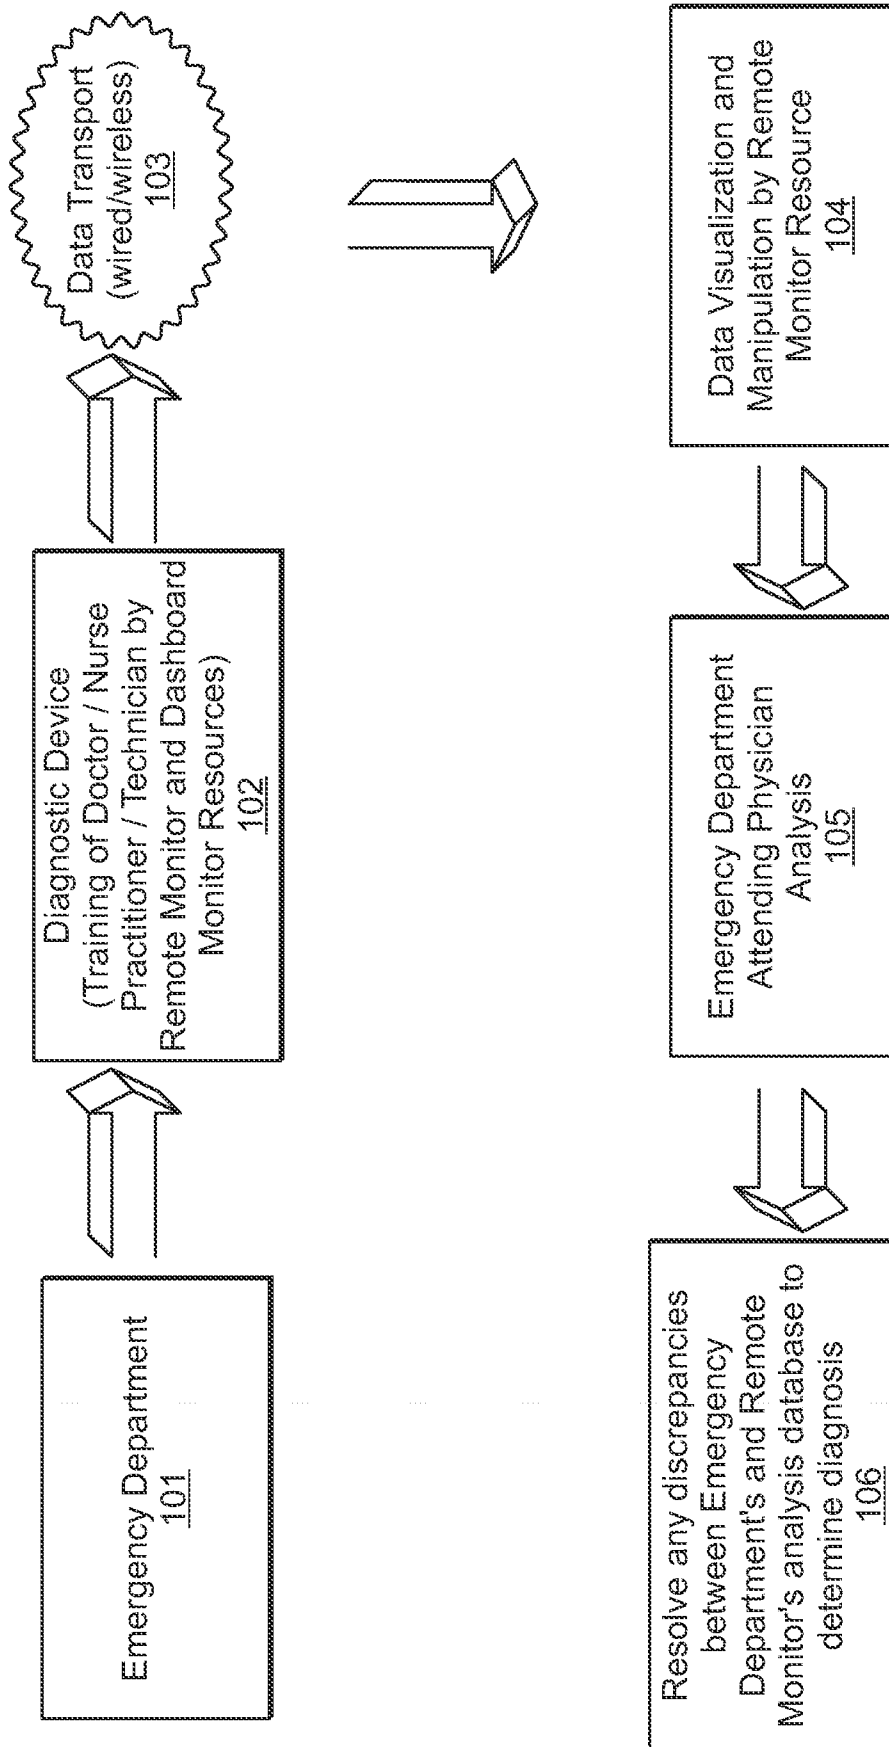 Emergency Department
101
Diagnostic Device
(Training of Doctor / Nurse
Practitioner / Technician by
Remote Monitor and Dashboard
Monitor Resources)
102
Data Transport
(wired/wireless)
103
Data Visualization and
Manipulation by Remote
Monitor Resource
104
Emergency Department
Attending Physician
Analysis
105
Resolve any discrepancies
between Emergency
Department's and Remote
Monitor's analysis database to
determine diagnosis
106